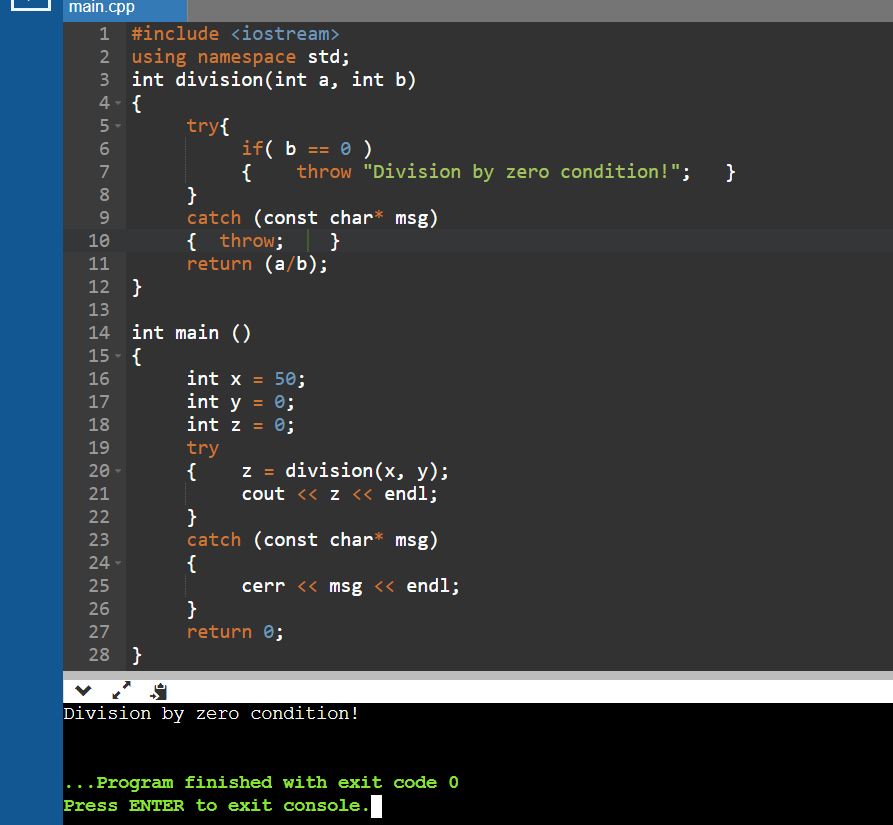 main.cpp
1 #include <iostream>
2 using namespace std;
3 int division(int a, int b)
4 {
5 try{
6 if( b == 0 )
7 { throw "Division by zero condition!"; }
8 }
9 catch (const char* msg)
10 { throw; }
11 return (a/b);
12 }
13
14 int main ()
15 {
16 int x = 50;
17 int y = 0;
18 int z = 0;
19 try
20 { z = division(x, y);
21 cout << z << endl;
22 }
23 catch (const char* msg)
24 {
25 cerr << msg << endl;
26 }
27 return 0;
28 }
Division by zero condition!
...Program finished with exit code 0
Press ENTER to exit console.